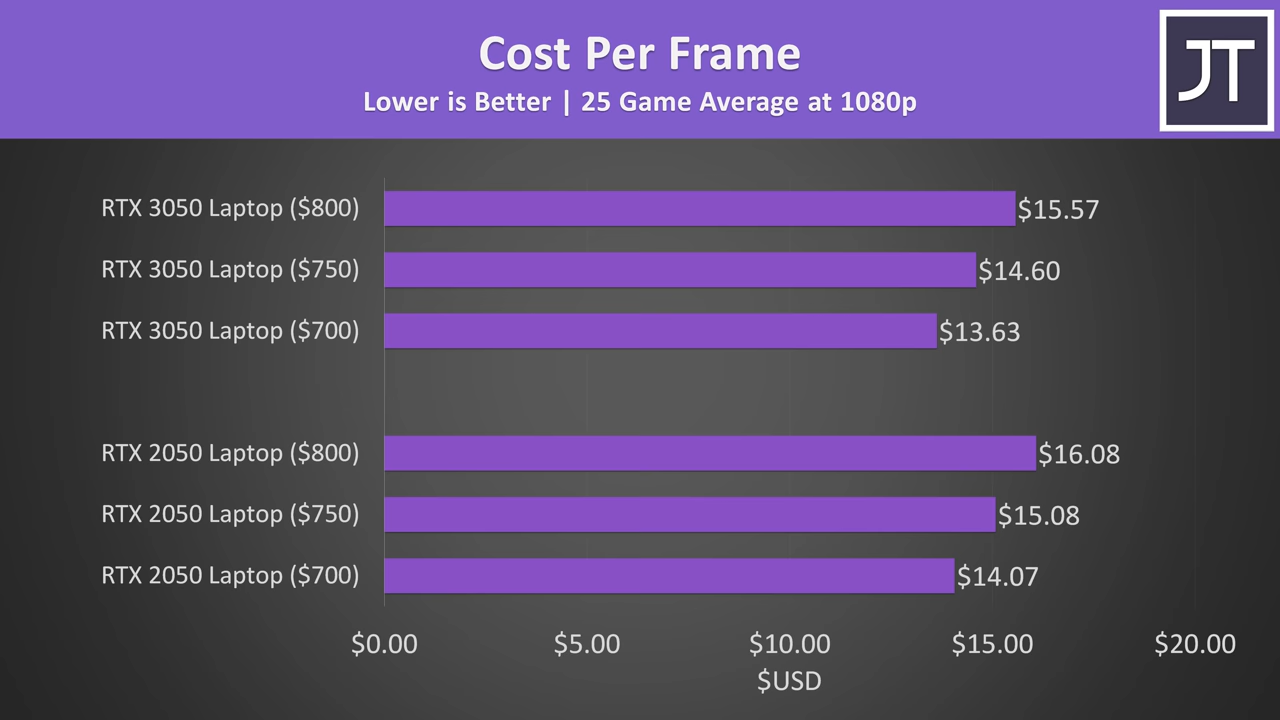 Cost Per Frame
Lower is Better | 25 Game Average at 1080p
JT
RTX 3050 Laptop ($800) $15.57
RTX 3050 Laptop ($750) $14.60
RTX 3050 Laptop ($700) $13.63
RTX 2050 Laptop ($800) $16.08
RTX 2050 Laptop ($750) $15.08
RTX 2050 Laptop ($700) $14.07
$0.00 $5.00 $10.00 $15.00 $20.00
$USD